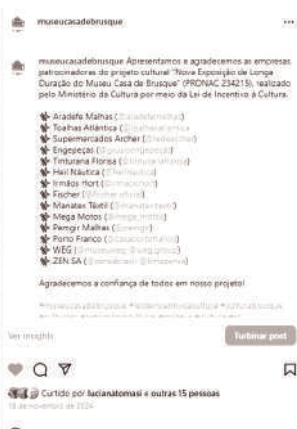 museucasadebrusque
museucasadebrusque Apresentamos e agradecemos as empresas
patrocinadoras do projeto cultural "Nova Exposição de Longa
Duração do Museu Casa de Brusque" (PRONAC 234215), realizado
pelo Ministério da Cultura por meio da Lei de Incentivo à Cultura.
Aradefe Malhas (@aradefemalhas)
Toalhas Atlântica
Supermercados Archer
Engepeças
Tinturaria Florisa
Heil Náutica
Irmãos Hort
Fischer
Manatex Têxtil
Mega Motos
Pemgir Malhas
Porto Franco
WEG
ZEN SA
Agradecemos a confiança de todos em nosso projeto!
#museucasadebrusque
Ver insights
Turbinar post
Curtido por lucianatomasi e outras 15 pessoas
18 de novembro de 2024